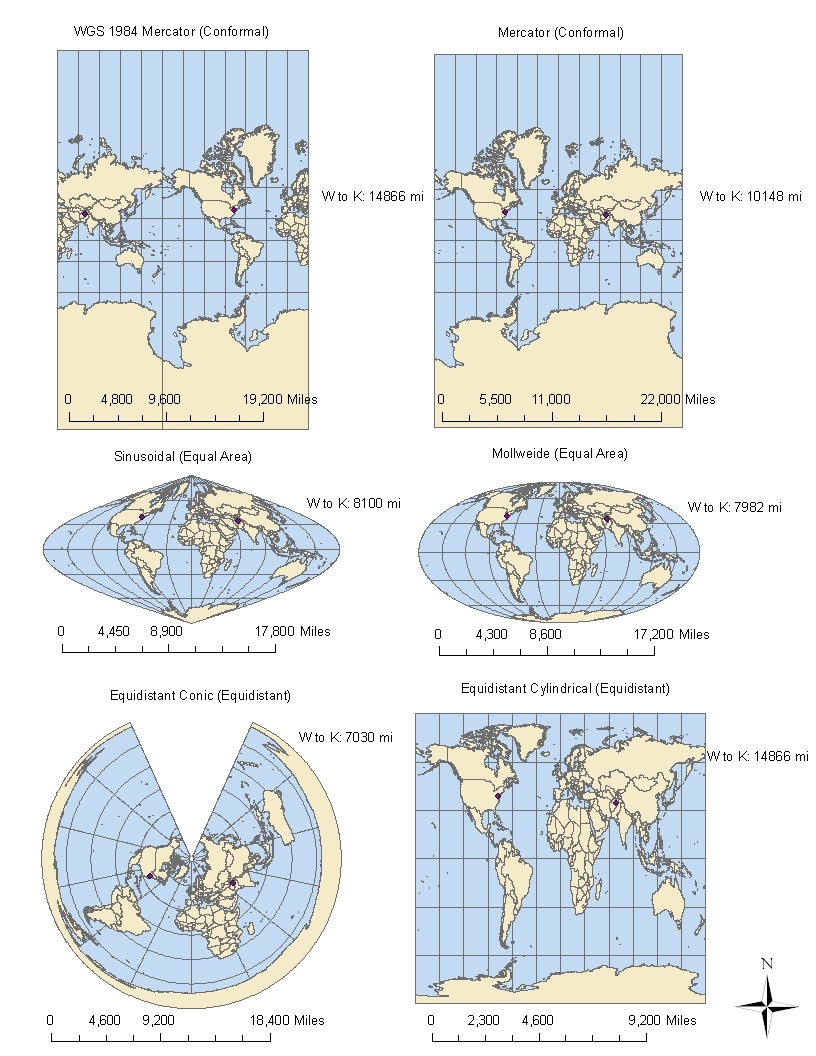 WGS 1984 Mercator (Conformal)
Mercator (Conformal)
W to K: 14866 mi
W to K: 10148 mi
0 4,800 9,600 19,200 Miles
0 5,500 11,000 22,000 Miles
Sinusoidal (Equal Area)
Mollweide (Equal Area)
W to K: 8100 mi
W to K: 7982 mi
0 4,450 8,900 17,800 Miles
0 4,300 8,600 17,200 Miles
Equidistant Conic (Equidistant)
Equidistant Cylindrical (Equidistant)
W to K: 7030 mi
W to K: 14866 mi
N
0 4,600 9,200 18,400 Miles
0 2,300 4,600 9,200 Miles